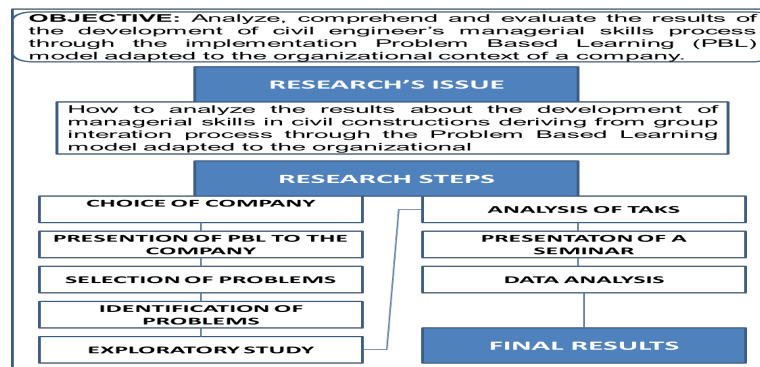 OBJECTIVE: Analyze, comprehend and evaluate the results of
the development of civil engineer's managerial skills process
through the implementation Problem Based Learning (PBL)
model adapted to the organizational context of a company.
RESEARCH'S ISSUE
How to analyze the results about the development of
managerial skills in civil constructions deriving from group
interation process through the Problem Based Learning
model adapted to the organizational
RESEARCH STEPS
CHOICE OF COMPANY
PRESENTION OF PBL TO THE
COMPANY
SELECTION OF PROBLEMS
IDENTIFICATION OF
PROBLEMS
EXPLORATORY STUDY
ANALYSIS OF TAKS
PRESENTATON OF A
SEMINAR
DATA ANALYSIS
FINAL RESULTS